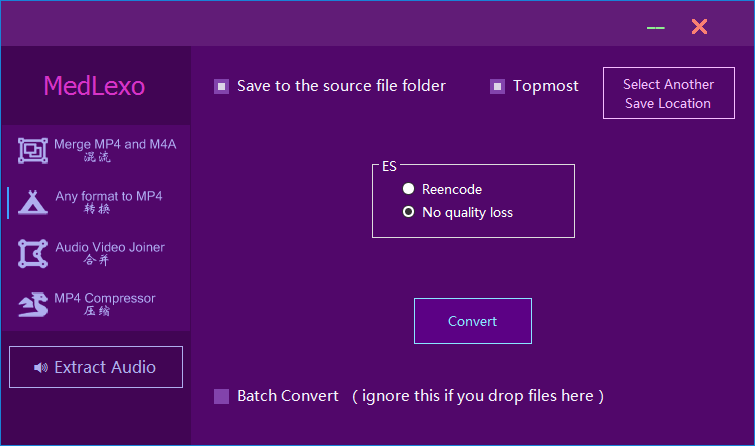 MedLexo
Merge MP4 and M4A
混流
Any format to MP4
转换
Audio Video Joiner
合并
MP4 Compressor
压缩
Extract Audio
Save to the source file folder
Topmost
Select Another
Save Location
ES
Reencode
No quality loss
Convert
Batch Convert ( ignore this if you drop files here )